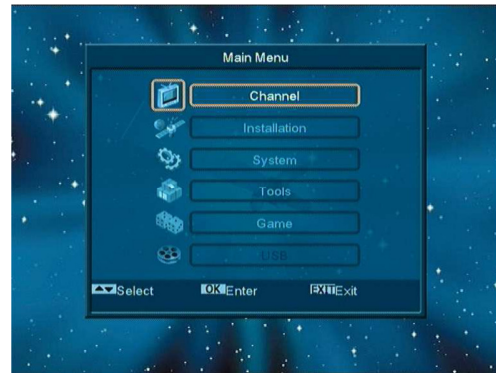 Main Menu
Channel
Installation
System
Tools
Game
USB
Select OK Enter EXIT Exit